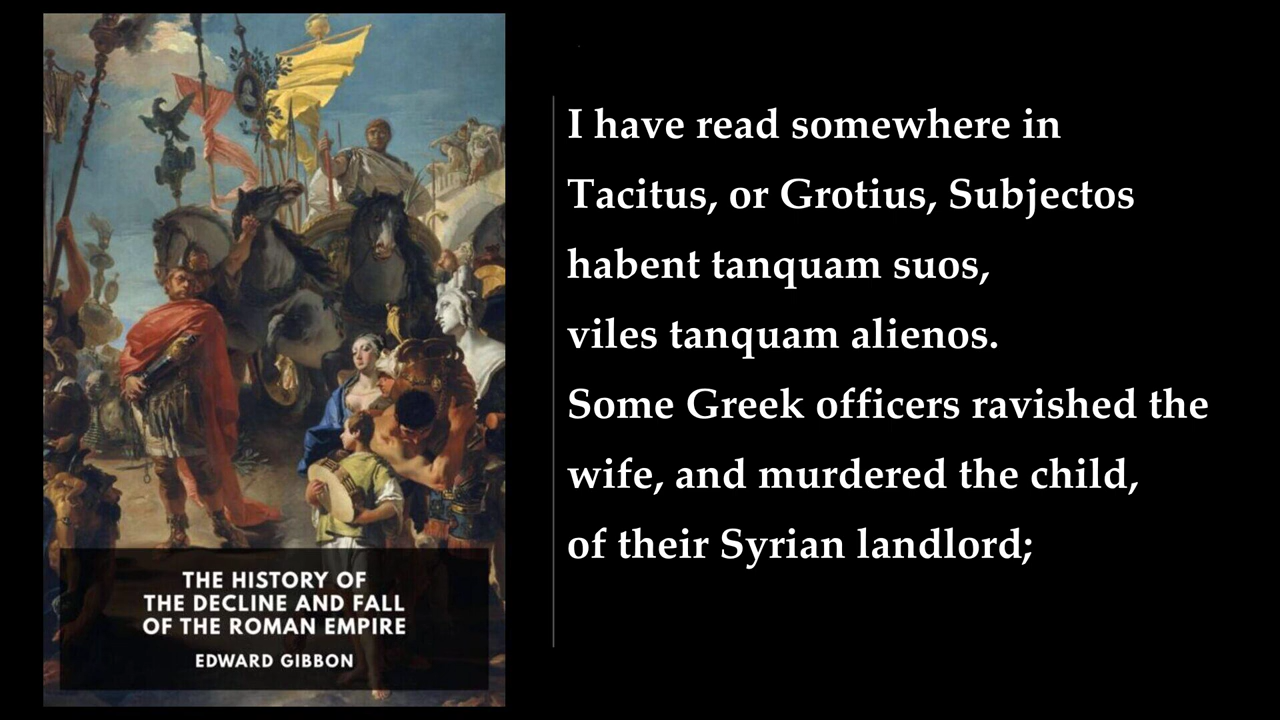 THE HISTORY OF
THE DECLINE AND FALL
OF THE ROMAN EMPIRE
EDWARD GIBBON
I have read somewhere in
Tacitus, or Grotius, Subjectos
habent tanquam suos,
viles tanquam alienos.
Some Greek officers ravished the
wife, and murdered the child,
of their Syrian landlord;